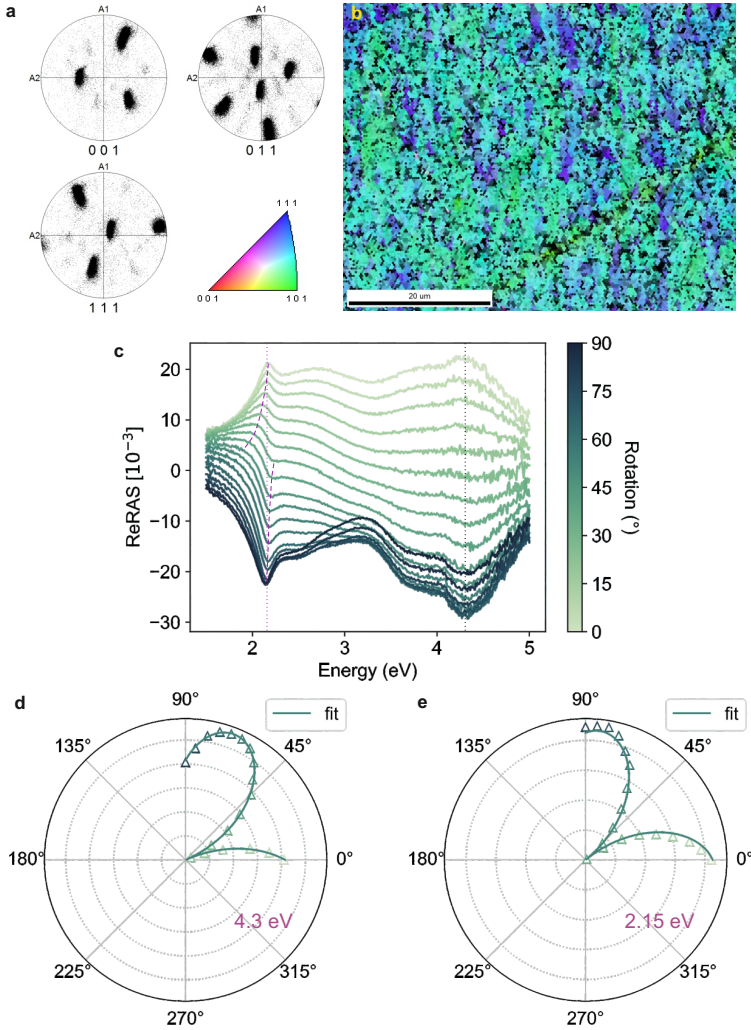 a
A1
A2
0 0 1
A1
A2
0 1 1
A1
A2
1 1 1
1 1 1
0 0 1
1 0 1
b
20 um
c
ReRAS [10⁻³]
20
10
0
−10
−20
−30
2
3
4
5
Energy (eV)
90
75
60
45
30
15
0
Rotation (°)
d
fit
90°
135°
45°
180°
0°
4.3 eV
225°
315°
270°
e
fit
90°
135°
45°
180°
0°
2.15 eV
225°
315°
270°